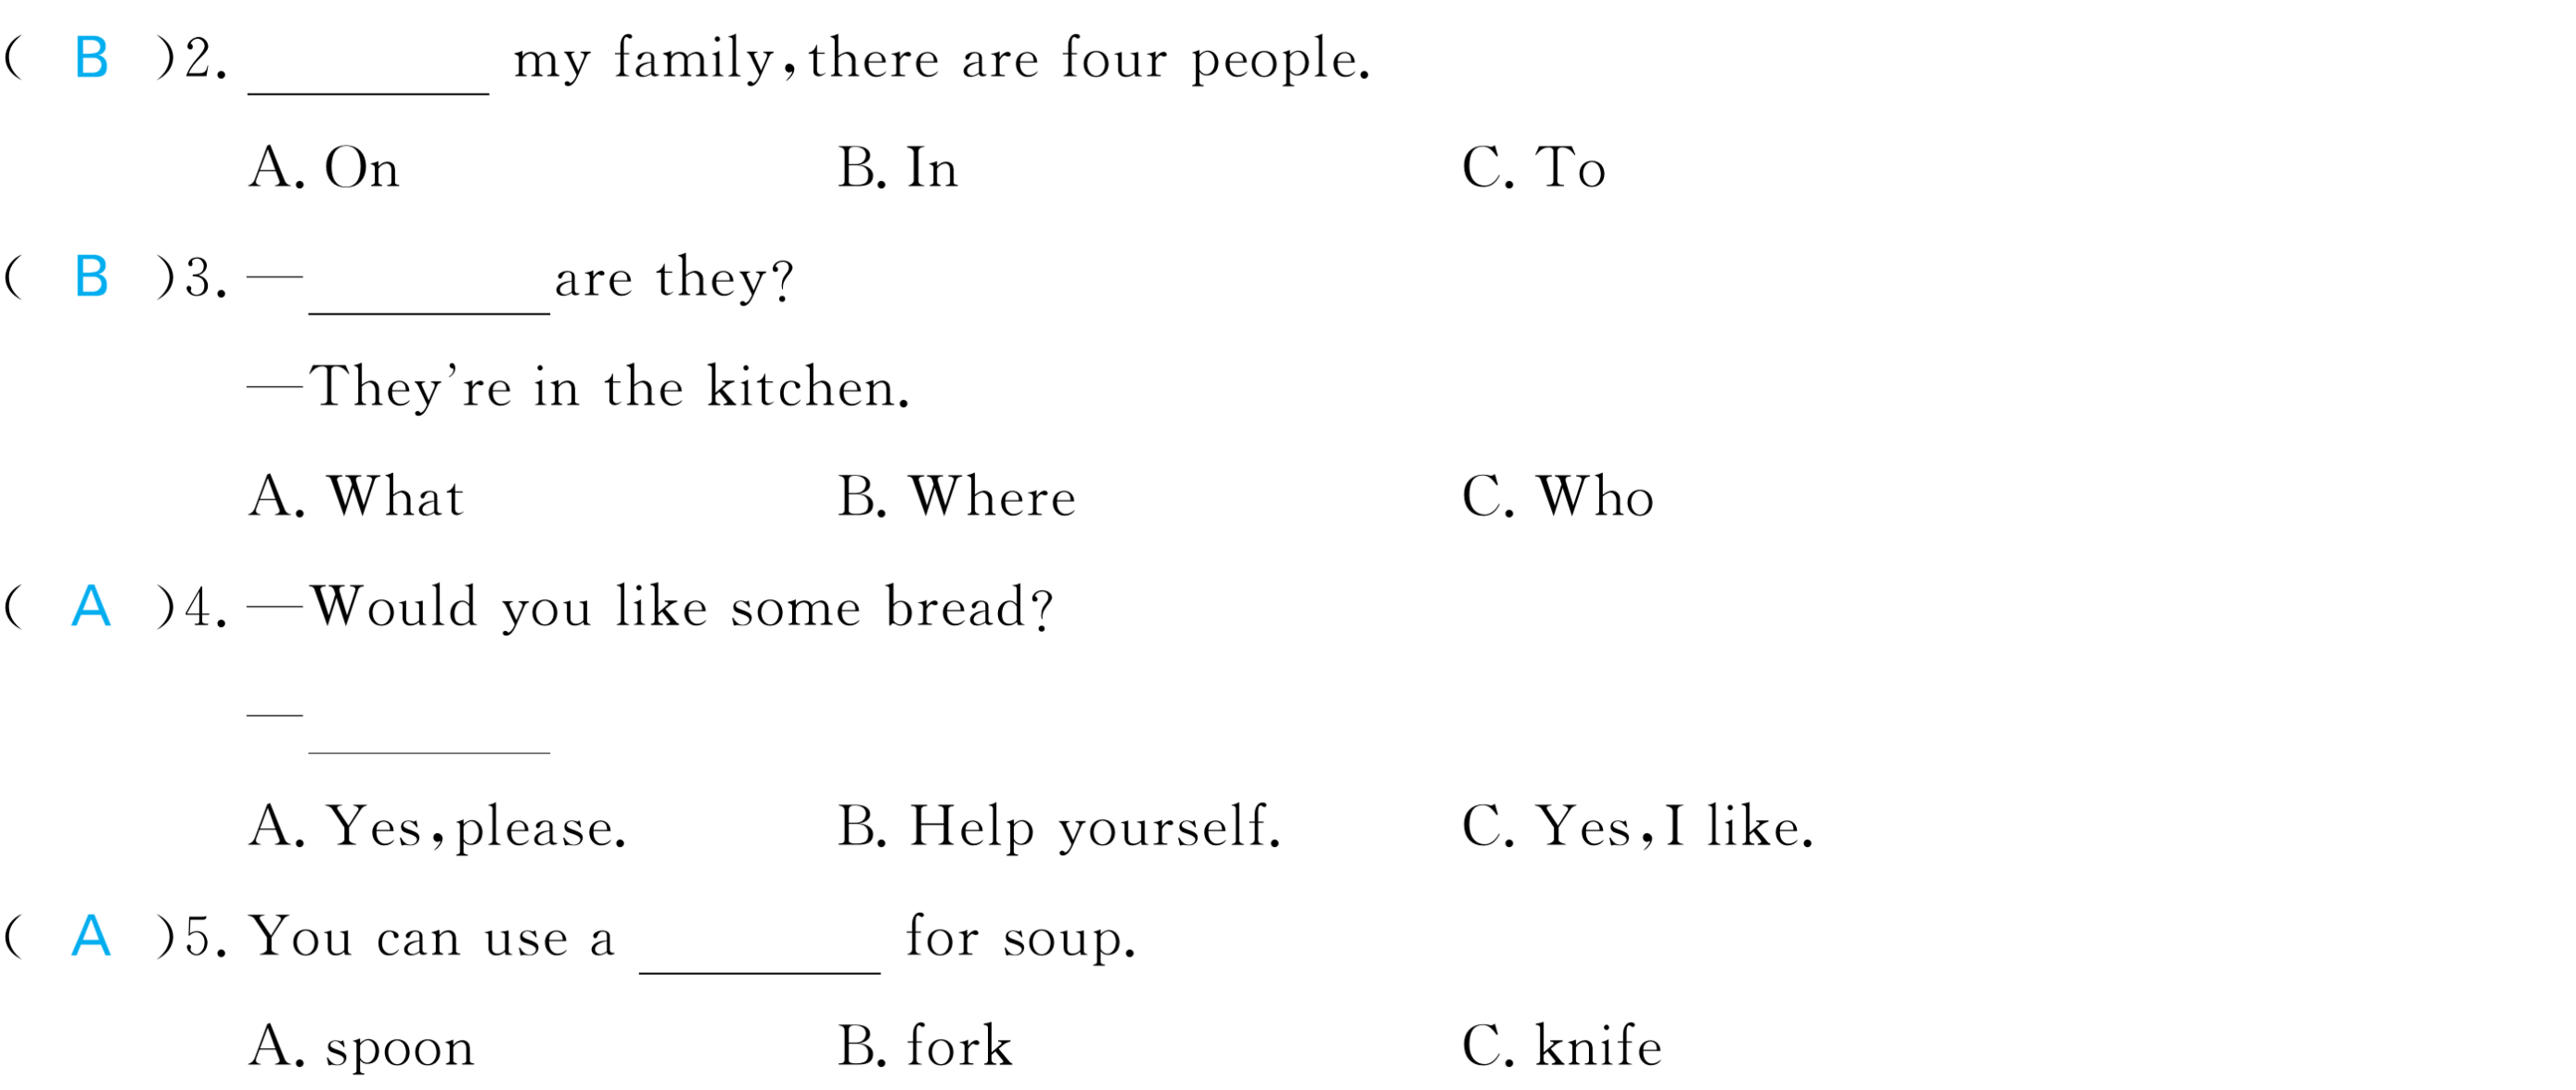 ( B )2. ________ my family,there are four people.
A. On B. In C. To
( B )3. —________are they?
—They're in the kitchen.
A. What B. Where C. Who
( A )4. —Would you like some bread?
—________
A. Yes,please. B. Help yourself. C. Yes,I like.
( A )5. You can use a ________ for soup.
A. spoon B. fork C. knife